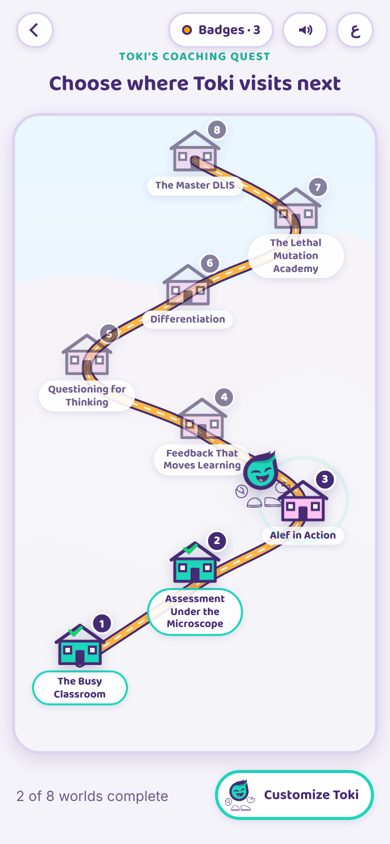 Badges · 3
ع
TOKI'S COACHING QUEST
Choose where Toki visits next
8
The Master DLIS
7
The Lethal
Mutation
Academy
6
Differentiation
5
Questioning for
Thinking
4
Feedback That
Moves Learning
3
Alef in Action
2
Assessment
Under the
Microscope
1
The Busy
Classroom
2 of 8 worlds complete
Customize Toki